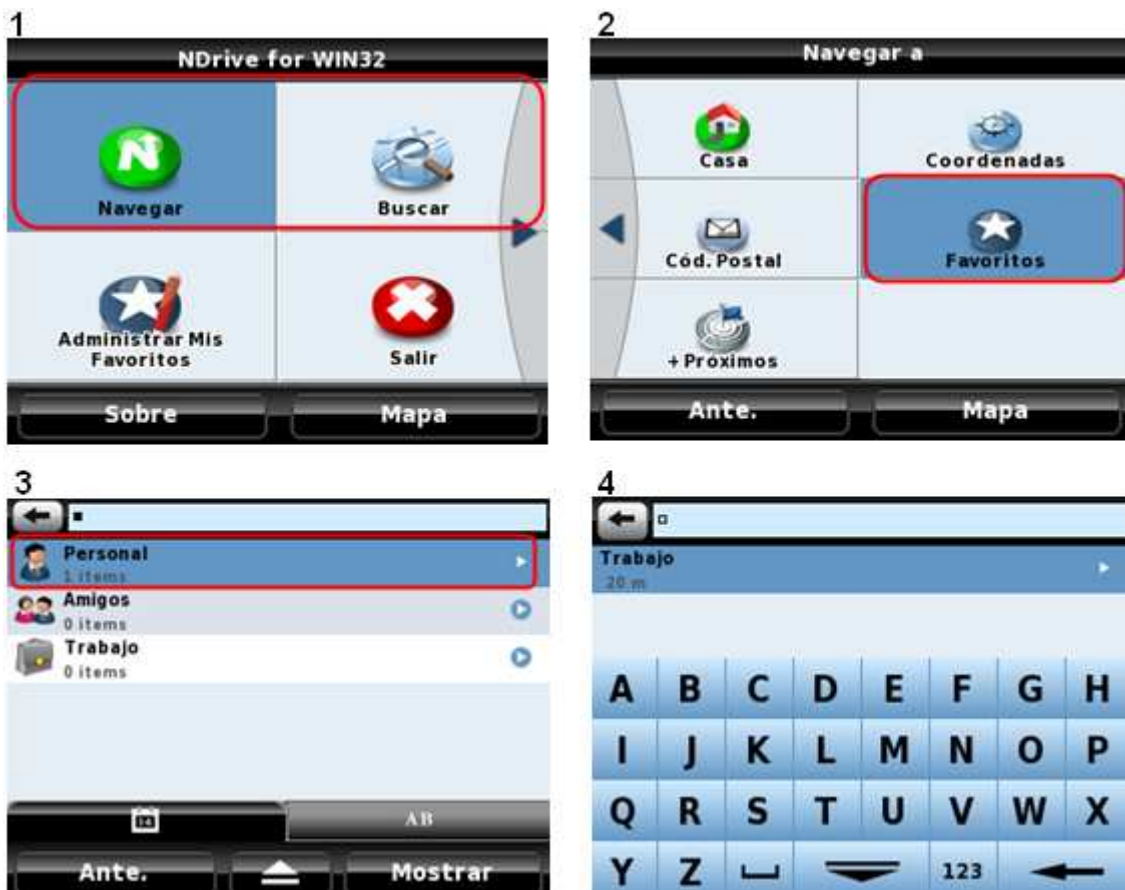 1
NDrive for WIN32
Navegar
Buscar
Administrar Mis
Favoritos
Salir
Sobre
Mapa
2
Navegar a
Casa
Coordenadas
Cód. Postal
Favoritos
+ Próximos
Ante.
Mapa
3
Personal
1 items
Amigos
0 items
Trabajo
0 items
14
AB
Ante.
Mostrar
4
Trabajo
20 m
A B C D E F G H
I J K L M N O P
Q R S T U V W X
Y Z 123